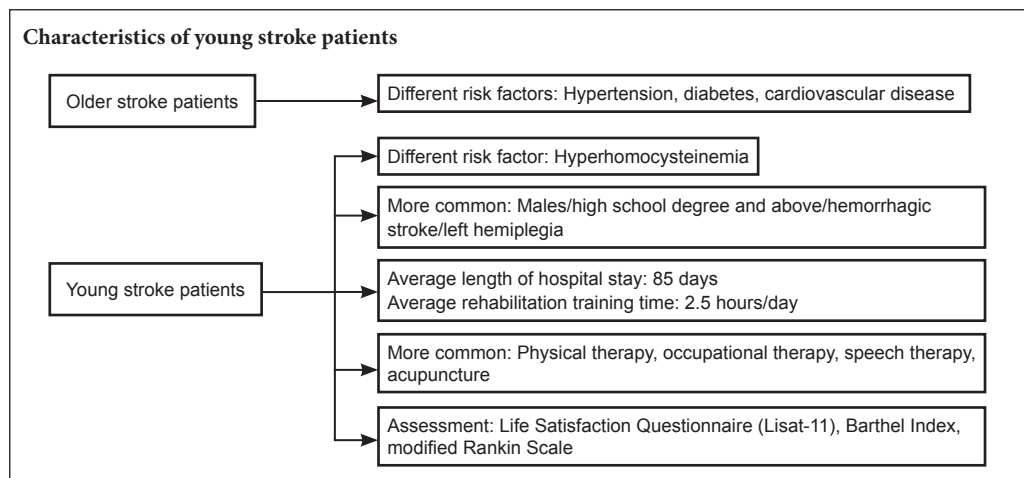 Characteristics of young stroke patients
Older stroke patients
Different risk factors: Hypertension, diabetes, cardiovascular disease
Young stroke patients
Different risk factor: Hyperhomocysteinemia
More common: Males/high school degree and above/hemorrhagic
stroke/left hemiplegia
Average length of hospital stay: 85 days
Average rehabilitation training time: 2.5 hours/day
More common: Physical therapy, occupational therapy, speech therapy,
acupuncture
Assessment: Life Satisfaction Questionnaire (Lisat-11), Barthel Index,
modified Rankin Scale